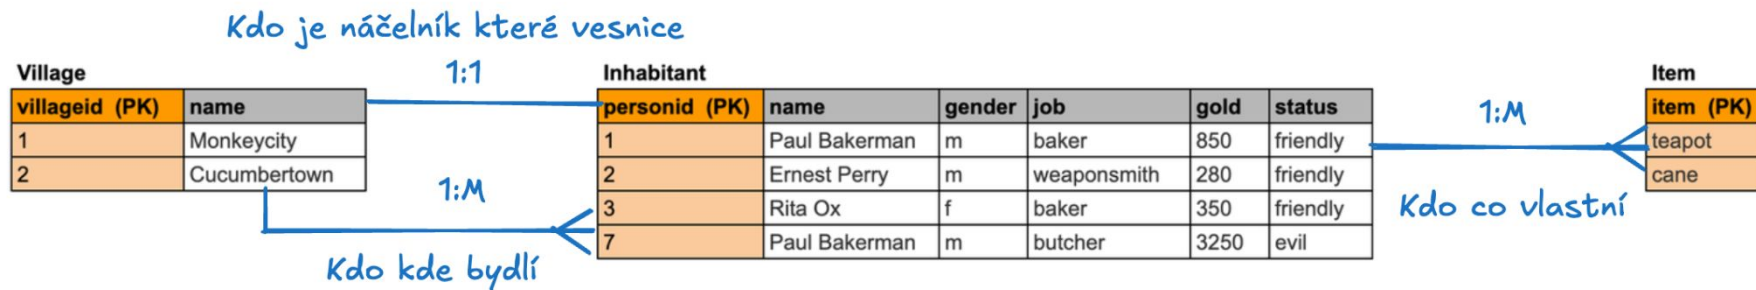 Kdo je náčelník které vesnice
Village
1:1
Inhabitant
Item
villageid (PK) name
personid (PK) name gender job gold status
item (PK)
1 Monkeycity
1 Paul Bakerman m baker 850 friendly
1:M
teapot
2 Cucumbertown
2 Ernest Perry m weaponsmith 280 friendly
cane
1:M
3 Rita Ox f baker 350 friendly
Kdo co vlastní
7 Paul Bakerman m butcher 3250 evil
Kdo kde bydlí